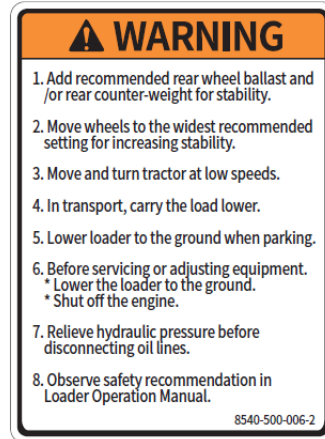 WARNING
1. Add recommended rear wheel ballast and
/or rear counter-weight for stability.
2. Move wheels to the widest recommended
setting for increasing stability.
3. Move and turn tractor at low speeds.
4. In transport, carry the load lower.
5. Lower loader to the ground when parking.
6. Before servicing or adjusting equipment.
* Lower the loader to the ground.
* Shut off the engine.
7. Relieve hydraulic pressure before
disconnecting oil lines.
8. Observe safety recommendation in
Loader Operation Manual.
8540-500-006-2